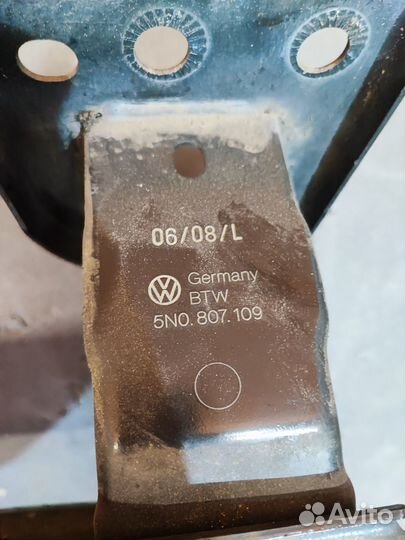 06/08/L
Germany
BTW
5N0.807.109
Avito